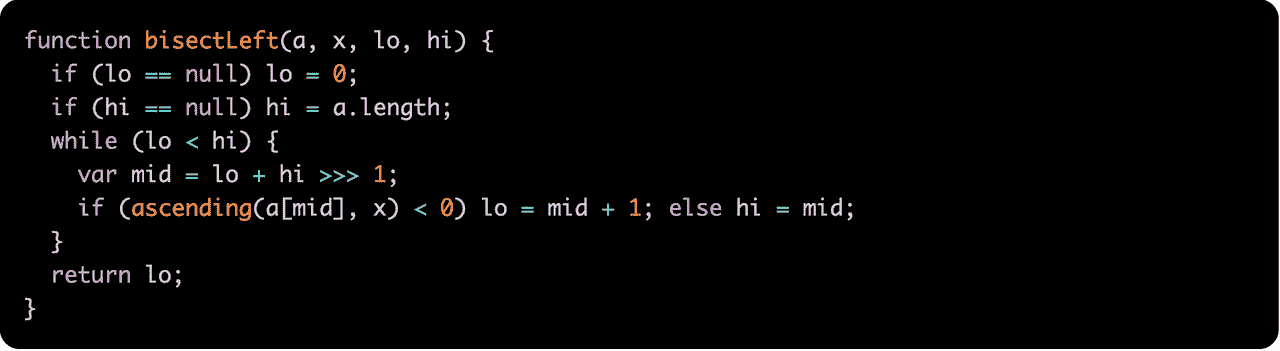 function bisectLeft(a, x, lo, hi) {
  if (lo == null) lo = 0;
  if (hi == null) hi = a.length;
  while (lo < hi) {
    var mid = lo + hi >>> 1;
    if (ascending(a[mid], x) < 0) lo = mid + 1; else hi = mid;
  }
  return lo;
}